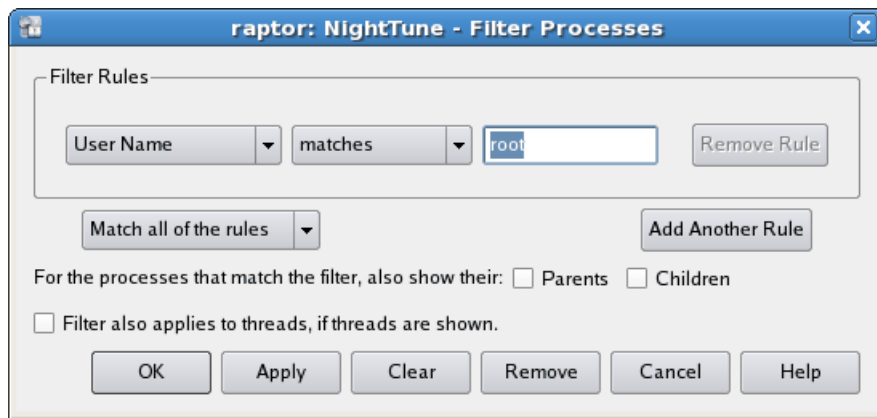 raptor: NightTune - Filter Processes
Filter Rules
User Name matches root Remove Rule
Match all of the rules Add Another Rule
For the processes that match the filter, also show their: Parents Children
Filter also applies to threads, if threads are shown.
OK Apply Clear Remove Cancel Help